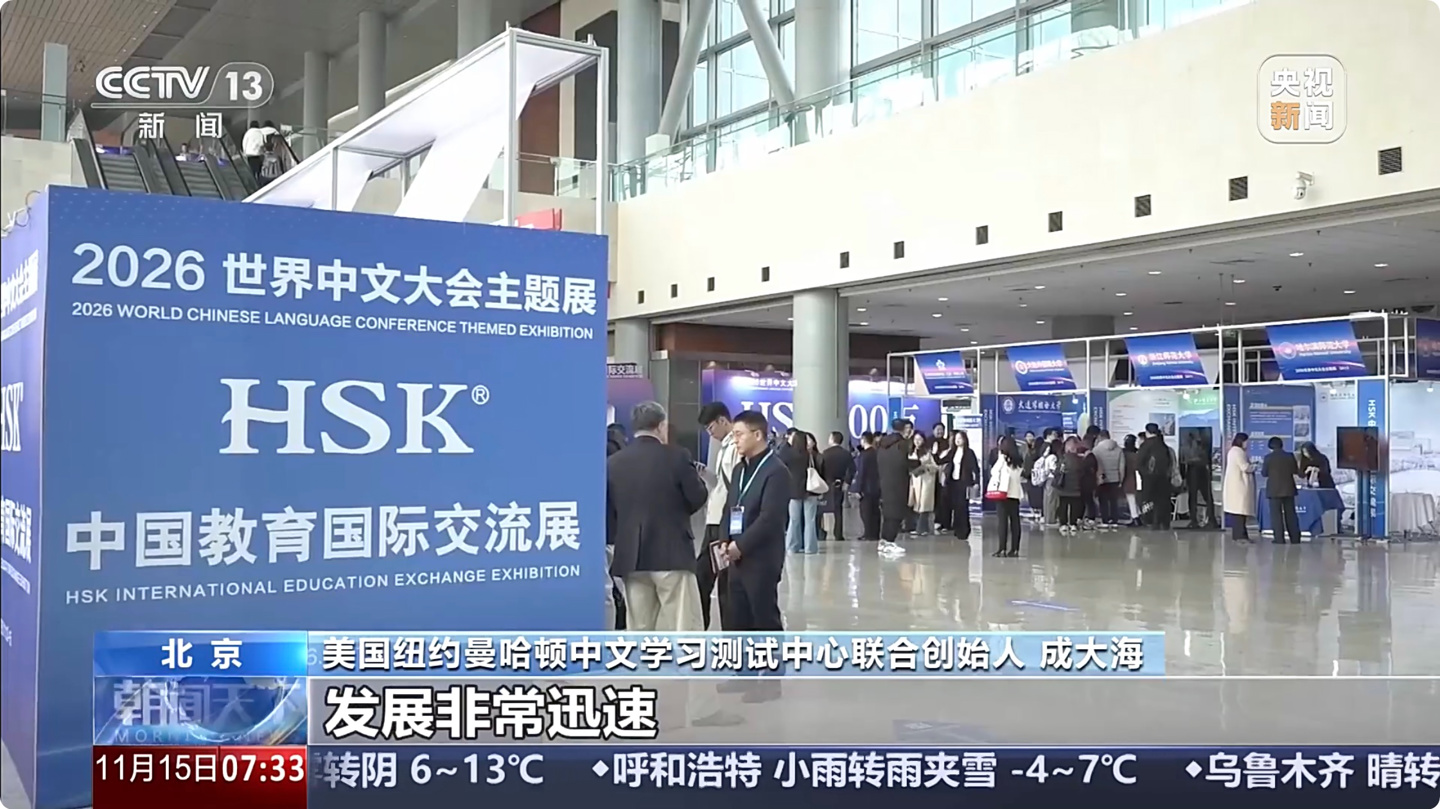 CCTV 13
新闻
央视
新闻
2026 世界中文大会主题展
2026 WORLD CHINESE LANGUAGE CONFERENCE THEMED EXHIBITION
HSK®
中国教育国际交流展
HSK INTERNATIONAL EDUCATION EXCHANGE EXHIBITION
HSK
北京
美国纽约曼哈顿中文学习测试中心联合创始人 成大海
朝闻天下
发展非常迅速
11月15日07:33
转阴 6~13℃ ◆呼和浩特 小雨转雨夹雪 -4~7℃ ◆乌鲁木齐 晴转